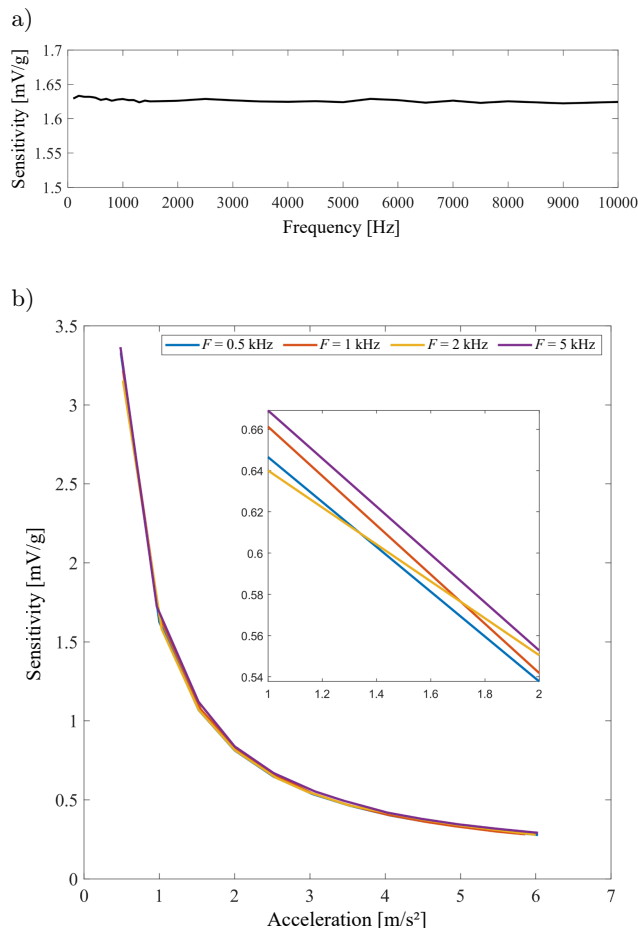 a)
1.7
1.65
1.6
1.55
1.5
Sensitivity [mV/g]
0 1000 2000 3000 4000 5000 6000 7000 8000 9000 10000
Frequency [Hz]
b)
3.5
3
2.5
2
1.5
1
0.5
0
Sensitivity [mV/g]
F = 0.5 kHz F = 1 kHz F = 2 kHz F = 5 kHz
0.66
0.64
0.62
0.6
0.58
0.56
0.54
1 1.2 1.4 1.6 1.8 2
0 1 2 3 4 5 6 7
Acceleration [m/s²]